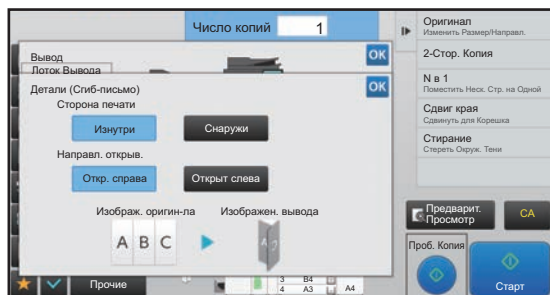 Число копий 1
Вывод
OK
Лоток Вывода
Детали (Сгиб-письмо)
OK
Сторона печати
Изнутри
Снаружи
Направл. открыв.
Откр. справа
Открыт слева
Изображ. оригин-ла
Изображен. вывода
A B C
Прочие
3 B4
4 A3
A4
Оригинал
Изменить Размер/Направл.
2-Стор. Копия
N в 1
Поместить Неск. Стр. на Одной
Сдвиг края
Сдвинуть для Корешка
Стирание
Стереть Окруж. Тени
Предварит.
Просмотр
CA
Проб. Копия
Старт